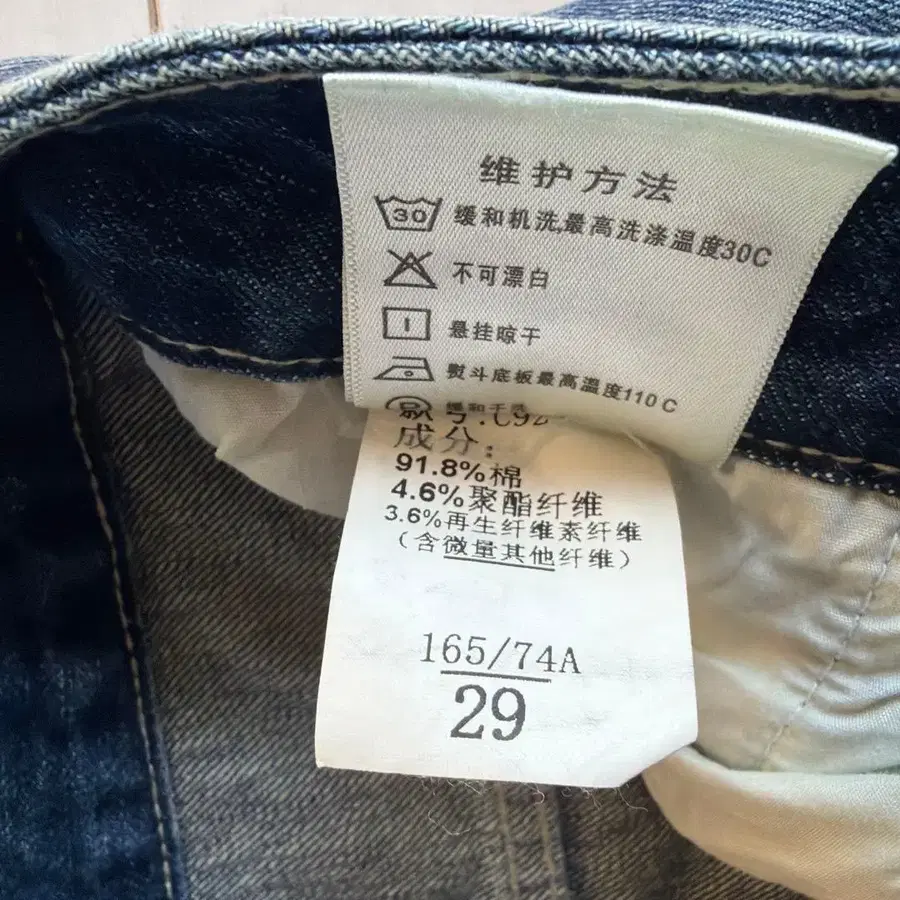 维护方法
30 缓和机洗,最高洗涤温度30C
不可漂白
悬挂晾干
熨斗底板最高温度110C
成分:
91.8%棉
4.6%聚酯纤维
3.6%再生纤维素纤维
(含微量其他纤维)
165/74A
29